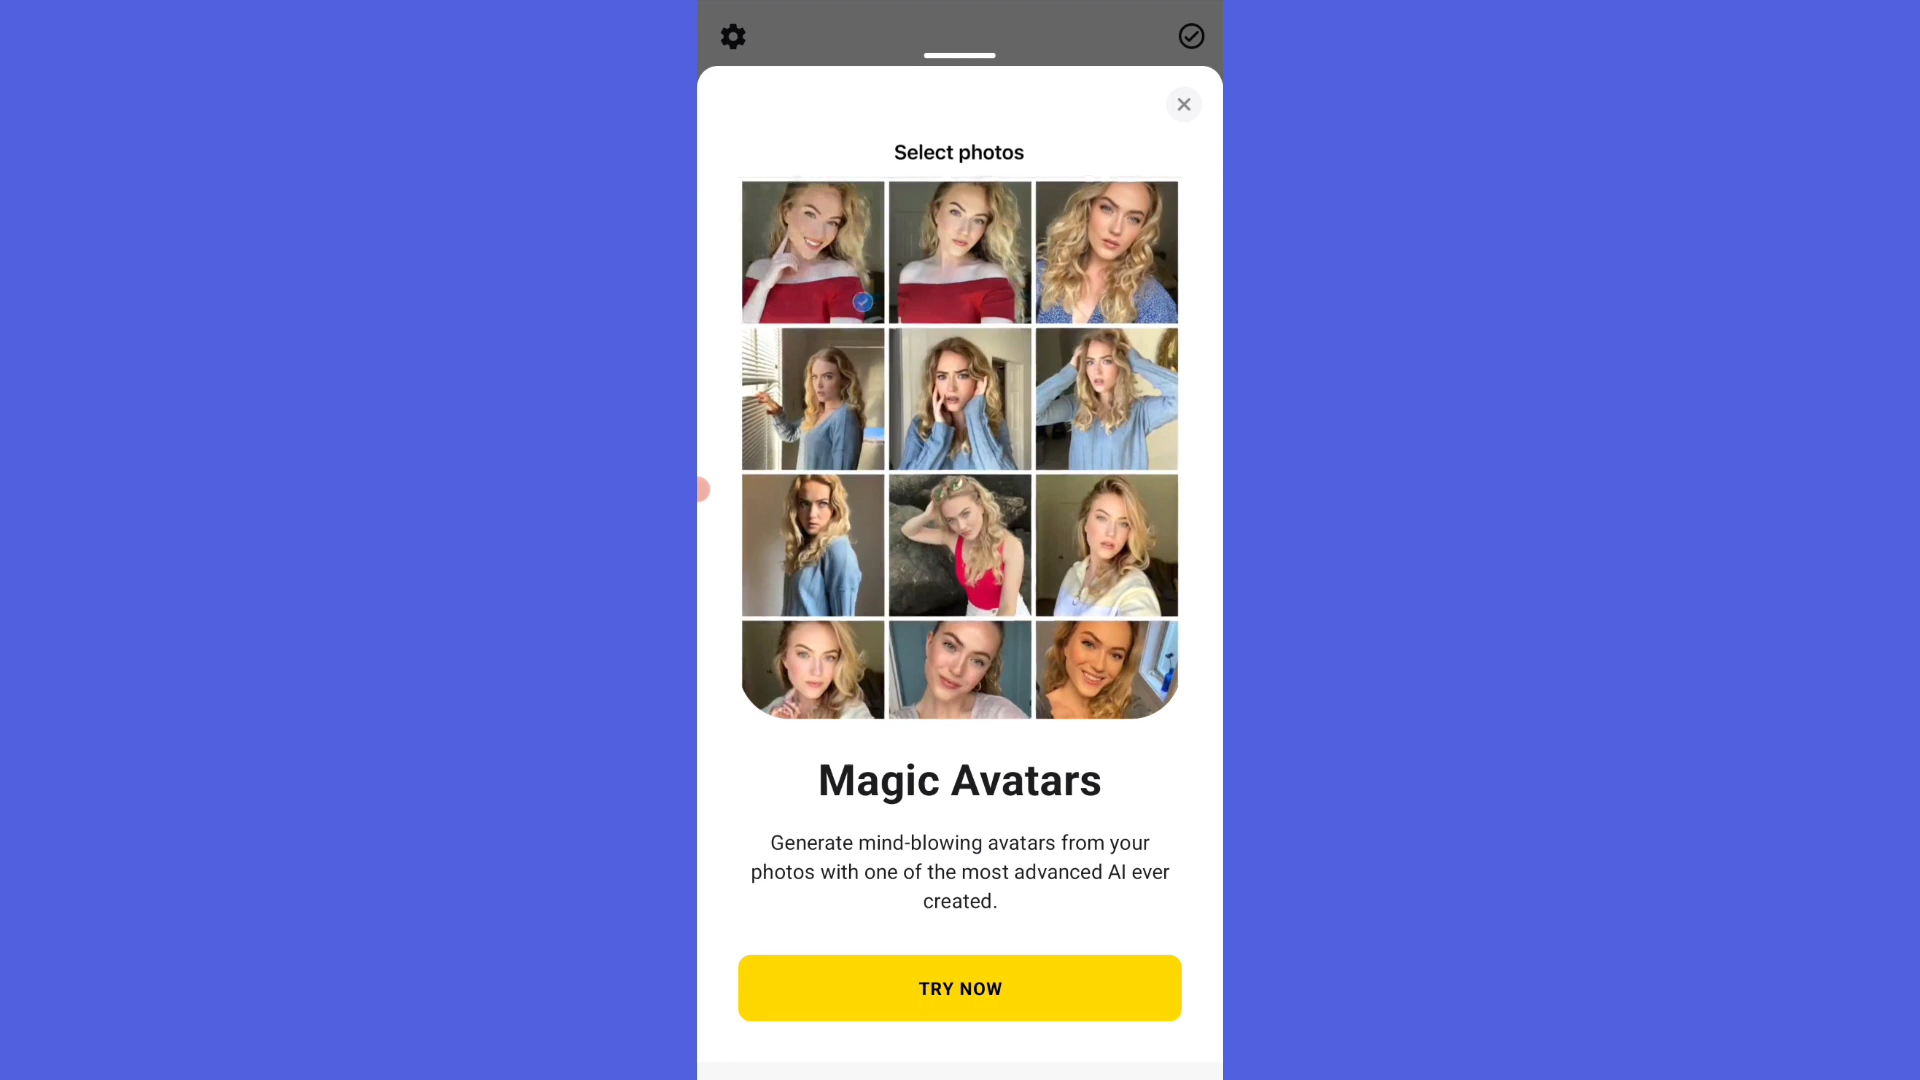 Select photos
Magic Avatars
Generate mind-blowing avatars from your
photos with one of the most advanced AI ever
created.
TRY NOW